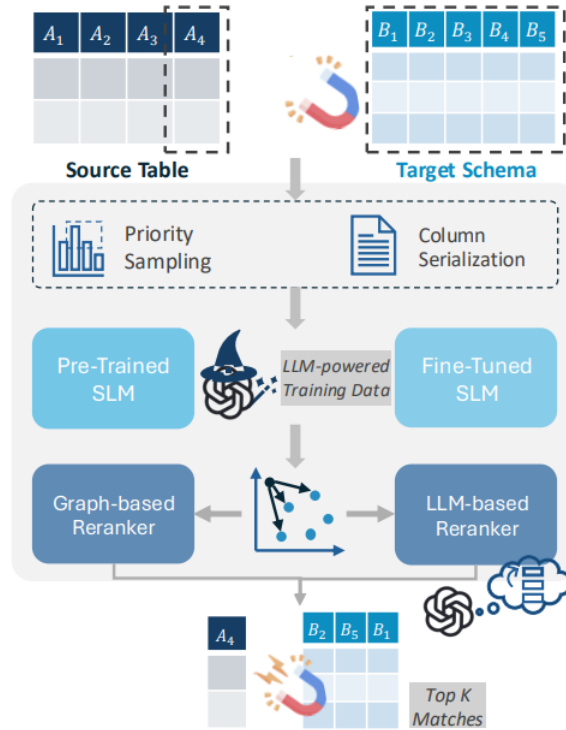 A₁ A₂ A₃ A₄
B₁ B₂ B₃ B₄ B₅
Source Table
Target Schema
Priority
Sampling
Column
Serialization
Pre-Trained
SLM
LLM-powered
Training Data
Fine-Tuned
SLM
Graph-based
Reranker
LLM-based
Reranker
A₄
B₂ B₅ B₁
Top K
Matches